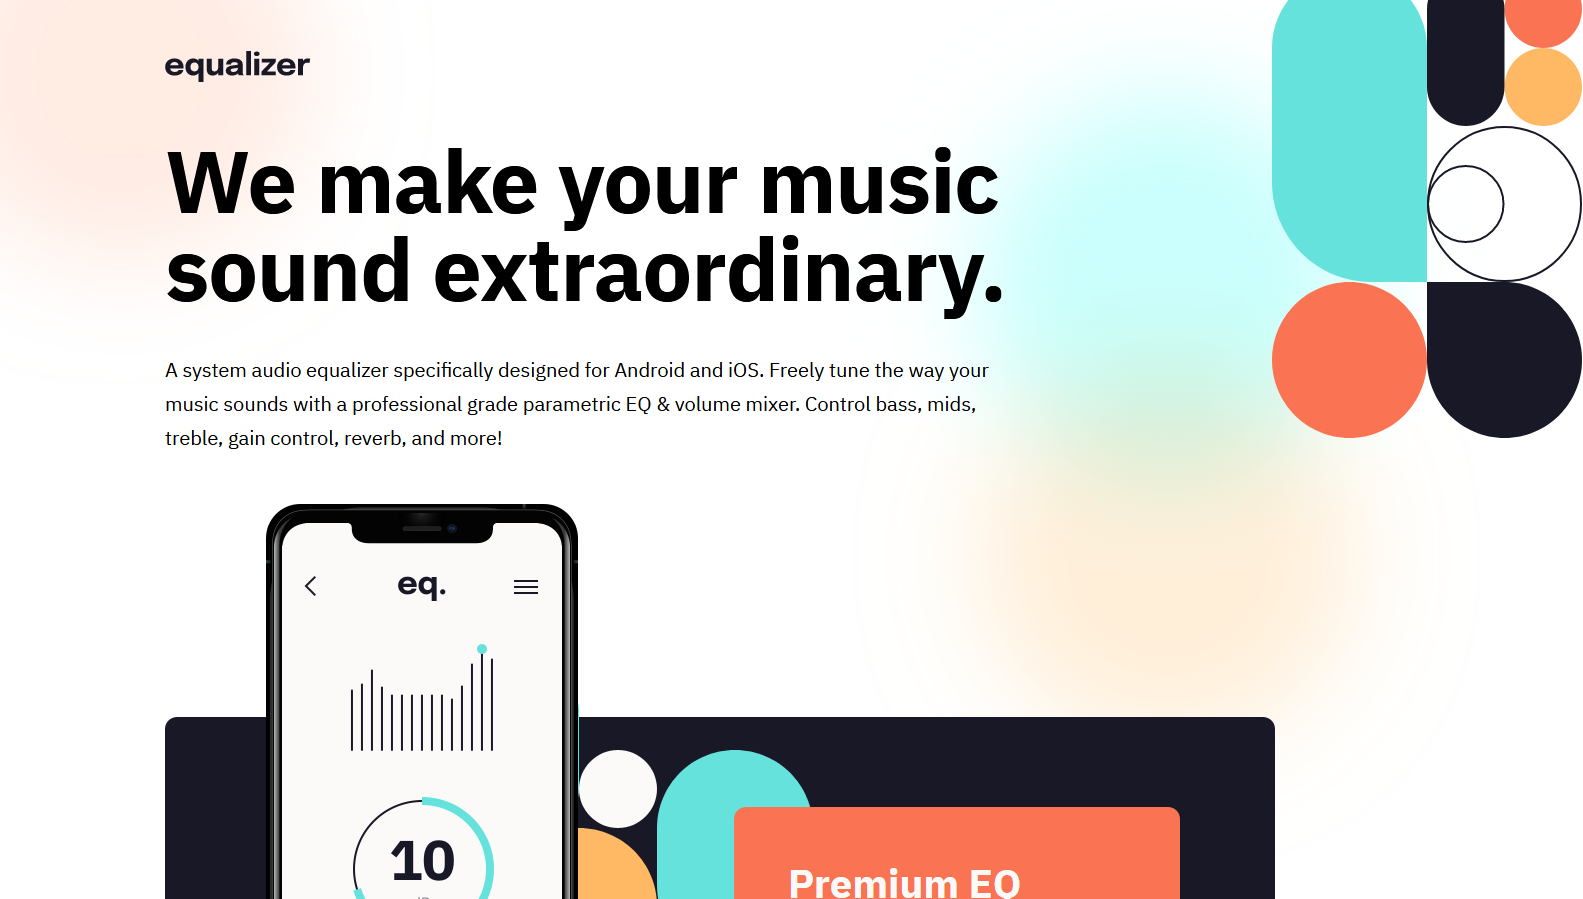 equalizer
We make your music
sound extraordinary.
A system audio equalizer specifically designed for Android and iOS. Freely tune the way your
music sounds with a professional grade parametric EQ & volume mixer. Control bass, mids,
treble, gain control, reverb, and more!
eq.
10
Premium EQ